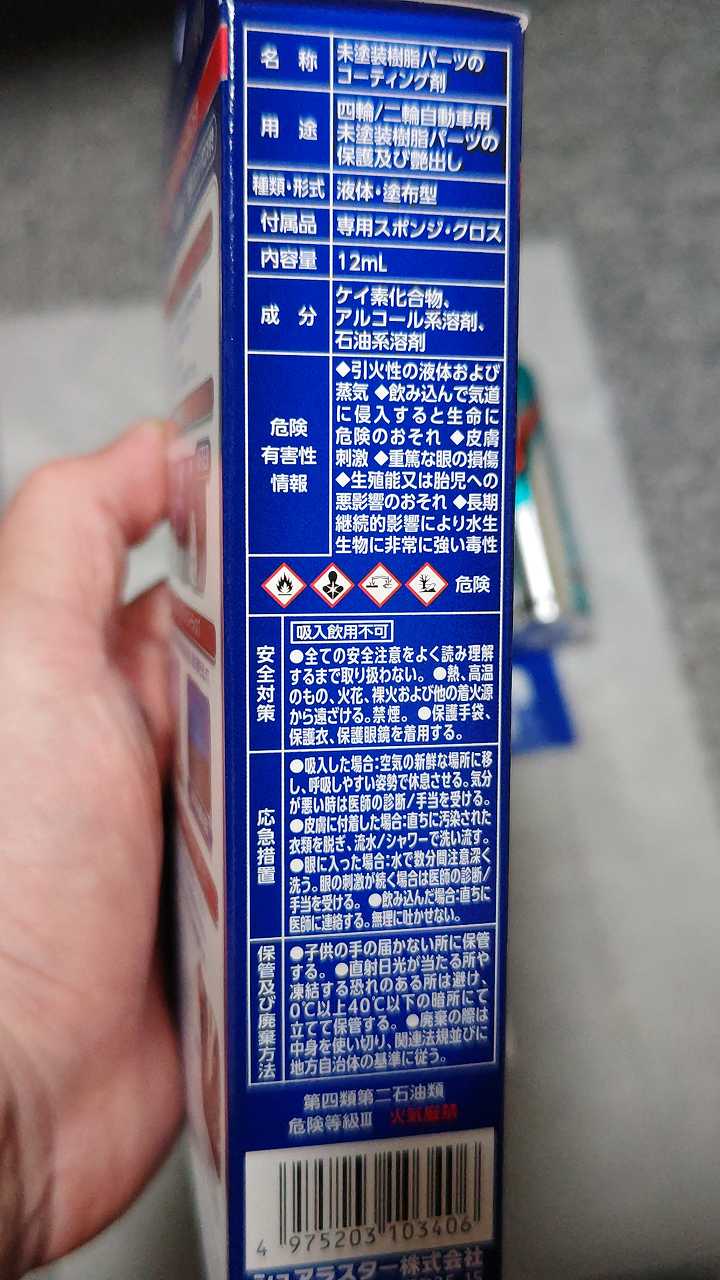 名称
未塗装樹脂パーツの
コーティング剤
用途
四輪/二輪自動車用
未塗装樹脂パーツの
保護及び艶出し
種類・形式
液体・塗布型
付属品
専用スポンジ・クロス
内容量
12mL
成分
ケイ素化合物、
アルコール系溶剤、
石油系溶剤
危険
有害性
情報
◆引火性の液体および
蒸気 ◆飲み込んで気道
に侵入すると生命に
危険のおそれ ◆皮膚
刺激 ◆重篤な眼の損傷
◆生殖能又は胎児への
悪影響のおそれ ◆長期
継続的影響により水生
生物に非常に強い毒性
危険
安全対策
吸入飲用不可
●全ての安全注意をよく読み理解
するまで取り扱わない。 ●熱、高温
のもの、火花、裸火および他の着火源
から遠ざける。禁煙。 ●保護手袋、
保護衣、保護眼鏡を着用する。
応急措置
●吸入した場合:空気の新鮮な場所に移
し、呼吸しやすい姿勢で休息させる。気分
が悪い時は医師の診断/手当を受ける。
●皮膚に付着した場合:直ちに汚染された
衣類を脱ぎ、流水/シャワーで洗い流す。
●眼に入った場合:水で数分間注意深く
洗う。眼の刺激が続く場合は医師の診断/
手当を受ける。 ●飲み込んだ場合:直ちに
医師に連絡する。無理に吐かせない。
保管及び廃棄方法
●子供の手の届かない所に保管
する。 ●直射日光が当たる所や
凍結する恐れのある所は避け、
0℃以上40℃以下の暗所にて
立てて保管する。 ●廃棄の際は
中身を使い切り、関連法規並びに
地方自治体の基準に従う。
第四類第二石油類
危険等級Ⅲ 火気厳禁
4 975203 103406
シュアラスター株式会社